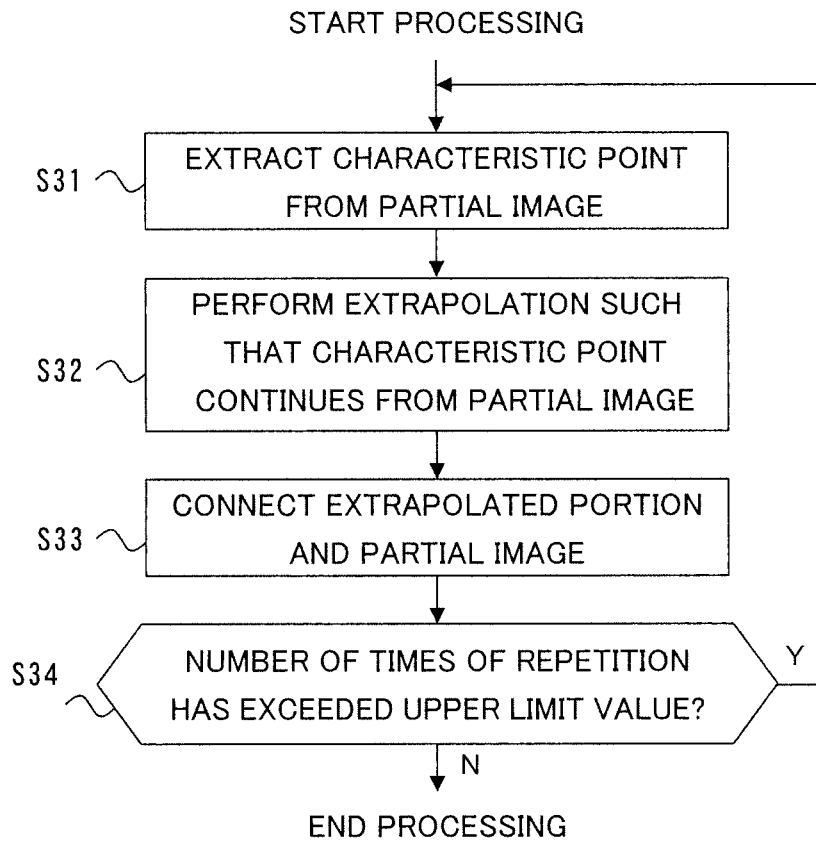 START PROCESSING
S31
EXTRACT CHARACTERISTIC POINT
FROM PARTIAL IMAGE
S32
PERFORM EXTRAPOLATION SUCH
THAT CHARACTERISTIC POINT
CONTINUES FROM PARTIAL IMAGE
S33
CONNECT EXTRAPOLATED PORTION
AND PARTIAL IMAGE
S34
NUMBER OF TIMES OF REPETITION
HAS EXCEEDED UPPER LIMIT VALUE?
Y
N
END PROCESSING